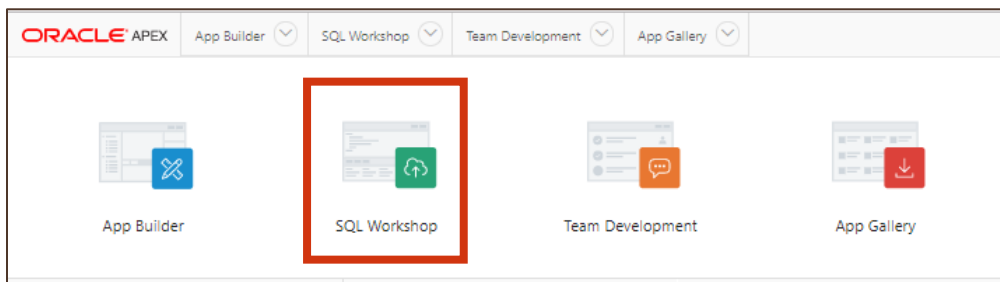 ORACLE APEX App Builder SQL Workshop Team Development App Gallery
App Builder SQL Workshop Team Development App Gallery